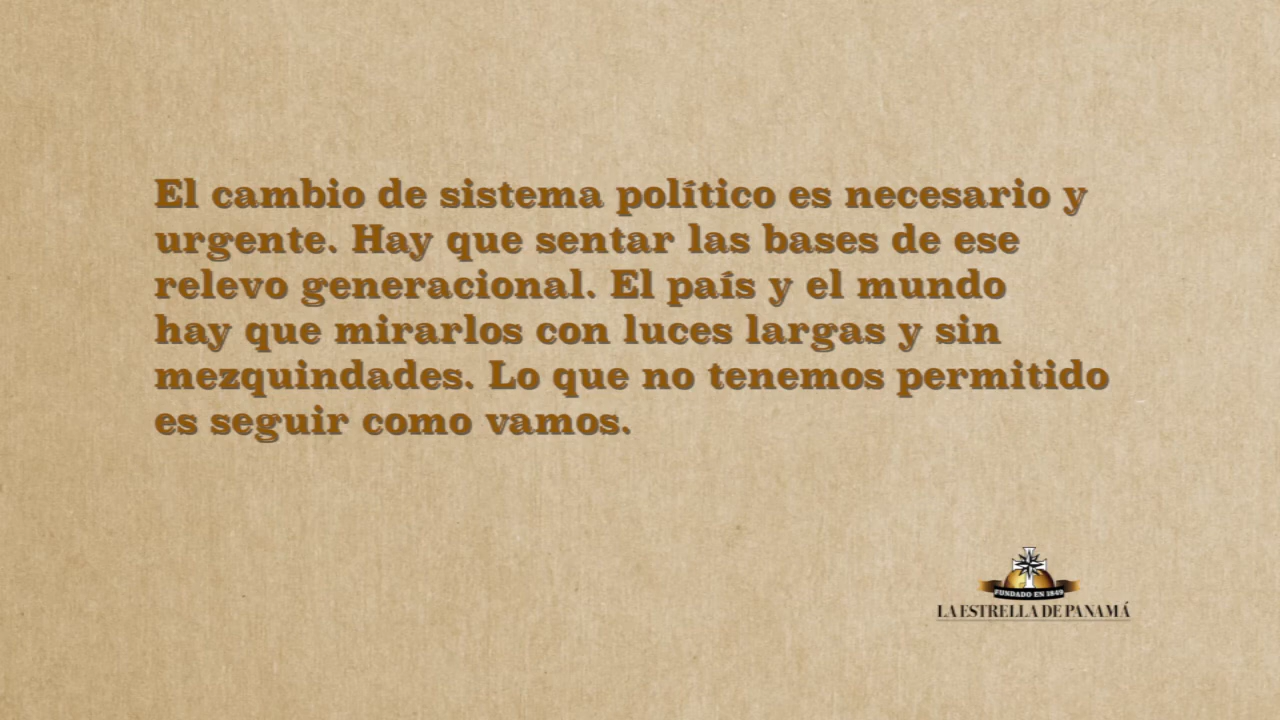 El cambio de sistema político es necesario y
urgente. Hay que sentar las bases de ese
relevo generacional. El país y el mundo
hay que mirarlos con luces largas y sin
mezquindades. Lo que no tenemos permitido
es seguir como vamos.
FUNDADO EN 1849
LA ESTRELLA DE PANAMÁ